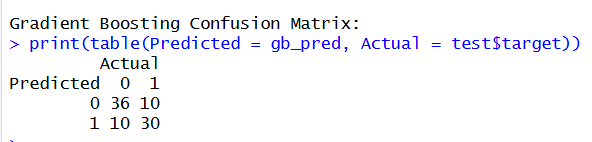 Gradient Boosting Confusion Matrix:
> print(table(Predicted = gb_pred, Actual = test$target))
         Actual
Predicted  0  1
        0 36 10
        1 10 30
>